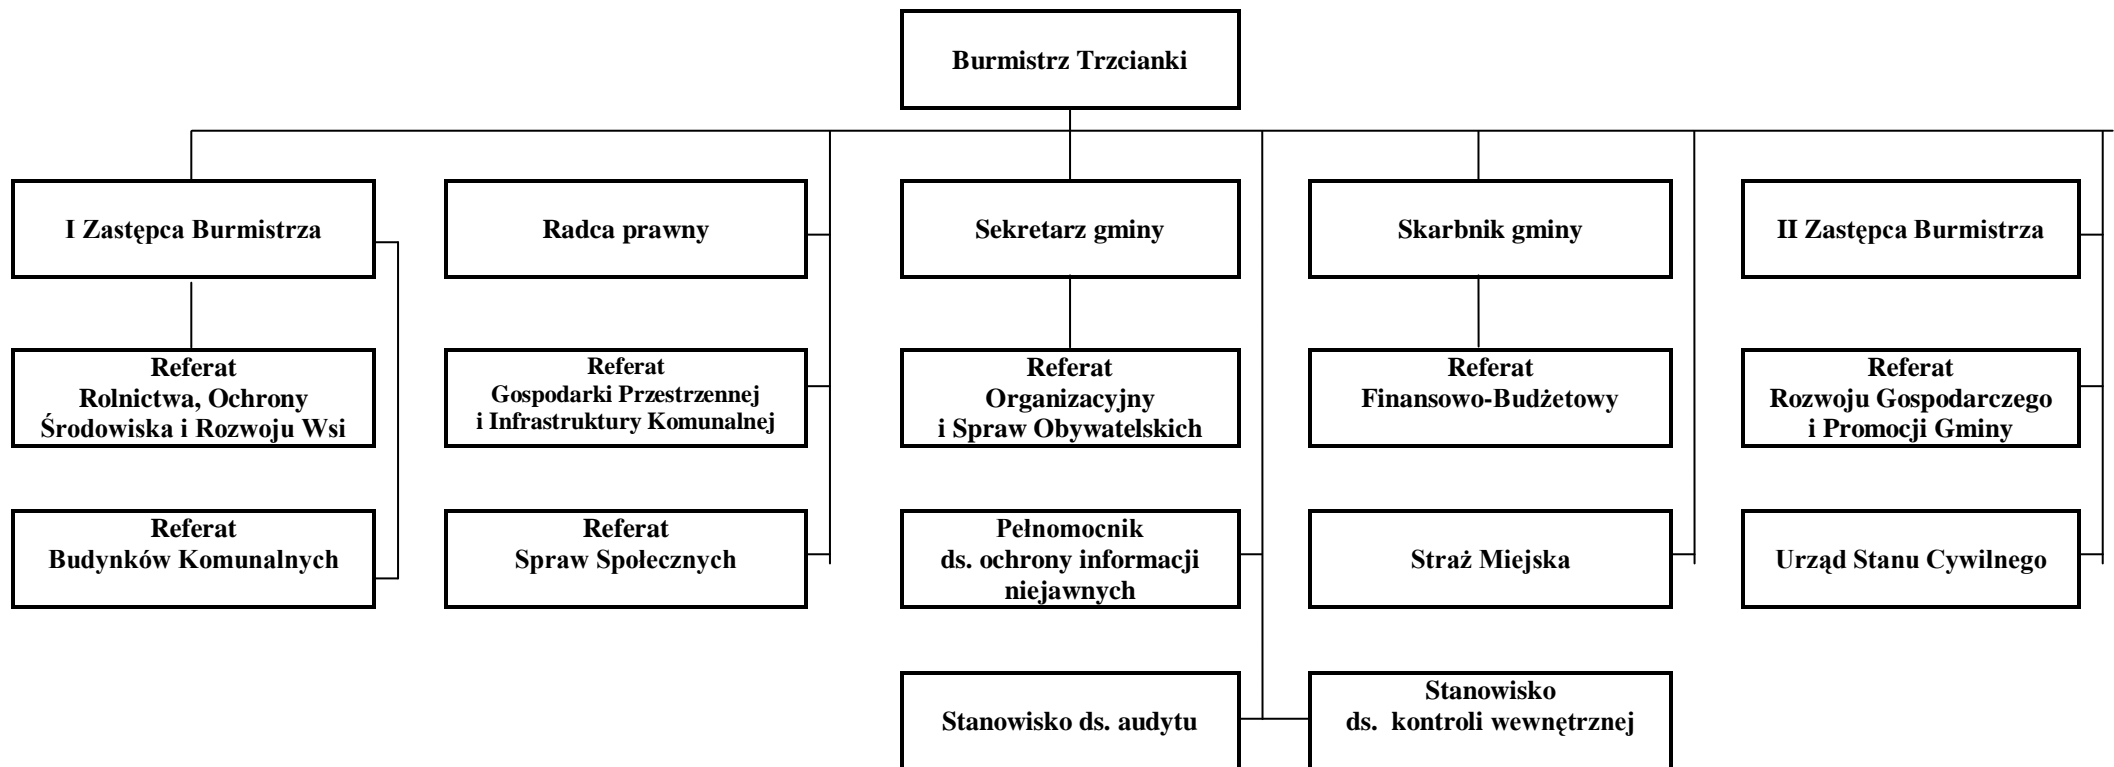 Burmistrz Trzcianki
I Zastępca Burmistrza
Radca prawny
Sekretarz gminy
Skarbnik gminy
II Zastępca Burmistrza
Referat
Rolnictwa, Ochrony
Środowiska i Rozwoju Wsi
Referat
Gospodarki Przestrzennej
i Infrastruktury Komunalnej
Referat
Organizacyjny
i Spraw Obywatelskich
Referat
Finansowo-Budżetowy
Referat
Rozwoju Gospodarczego
i Promocji Gminy
Referat
Budynków Komunalnych
Referat
Spraw Społecznych
Pełnomocnik
ds. ochrony informacji
niejawnych
Straż Miejska
Urząd Stanu Cywilnego
Stanowisko ds. audytu
Stanowisko
ds. kontroli wewnętrznej